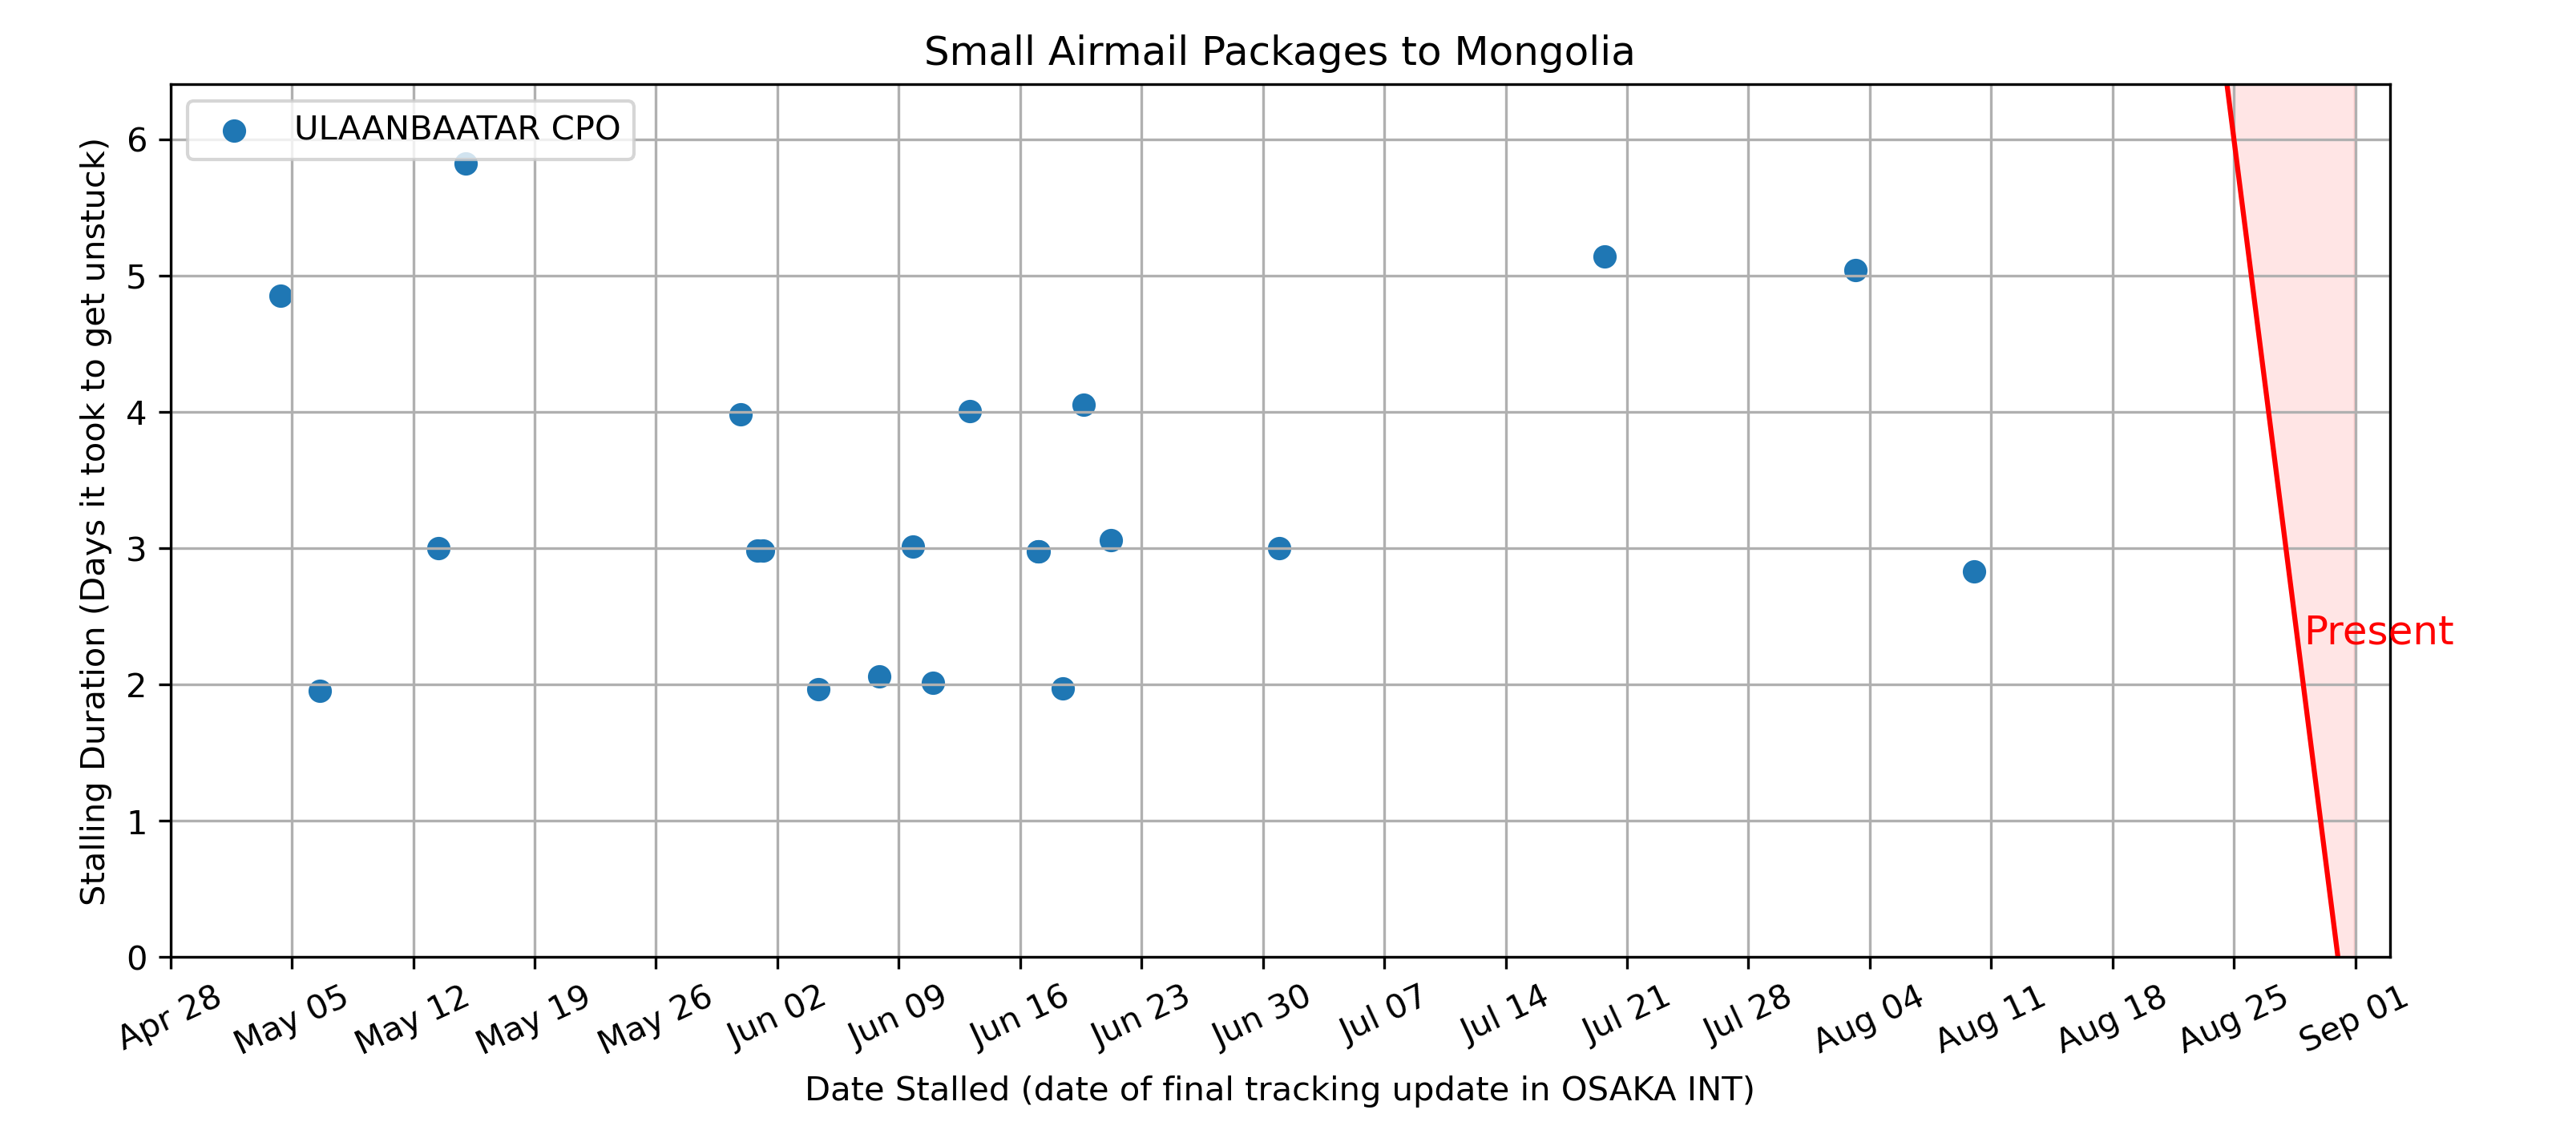 Small Airmail Packages to Mongolia
ULAANBAATAR CPO
Stalling Duration (Days it took to get unstuck)
6
5
4
3
2
1
0
Present
Apr 28
May 05
May 12
May 19
May 26
Jun 02
Jun 09
Jun 16
Jun 23
Jun 30
Jul 07
Jul 14
Jul 21
Jul 28
Aug 04
Aug 11
Aug 18
Aug 25
Sep 01
Date Stalled (date of final tracking update in OSAKA INT)